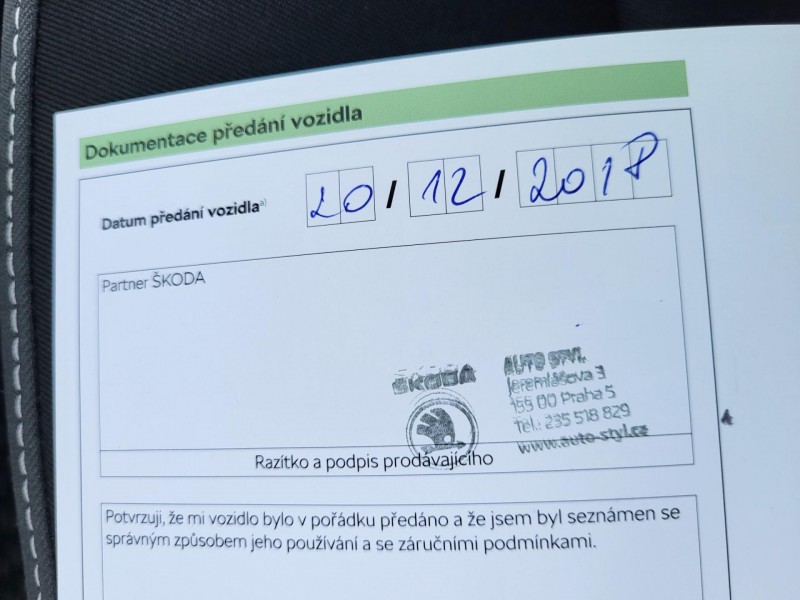 Dokumentace předání vozidla
Datum předání vozidla a) 20 / 12 / 2018
Partner ŠKODA
ŠKODA
AUTO STYL
Jeremiášova 3
155 00 Praha 5
Tel.: 235 518 829
www.auto-styl.cz
4
Razítko a podpis prodávajícího
Potvrzuji, že mi vozidlo bylo v pořádku předáno a že jsem byl seznámen se
správným způsobem jeho používání a se záručními podmínkami.